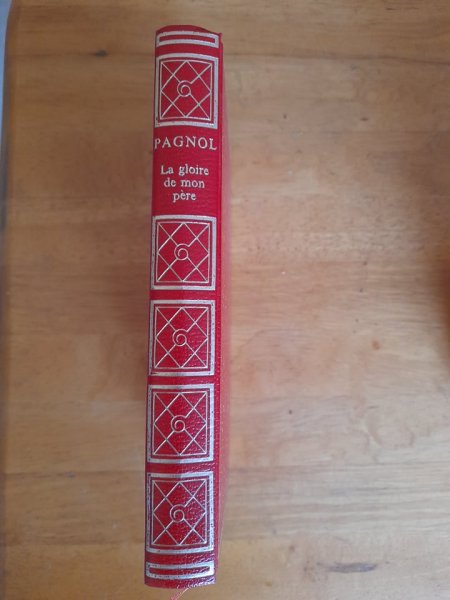 PAGNOL
La gloire
de mon
père